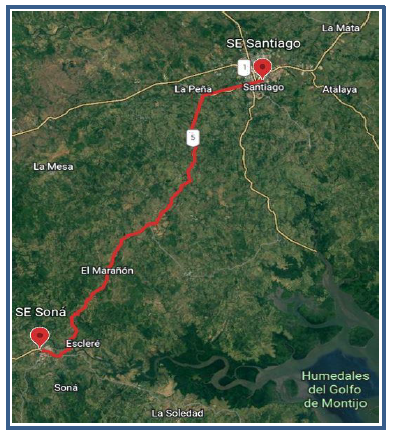 La Mata
SE Santiago
1
La Peña
Santiago
Atalaya
5
La Mesa
El Marañón
SE Soná
Escleré
Soná
Humedales
del Golfo
de Montijo
La Soledad